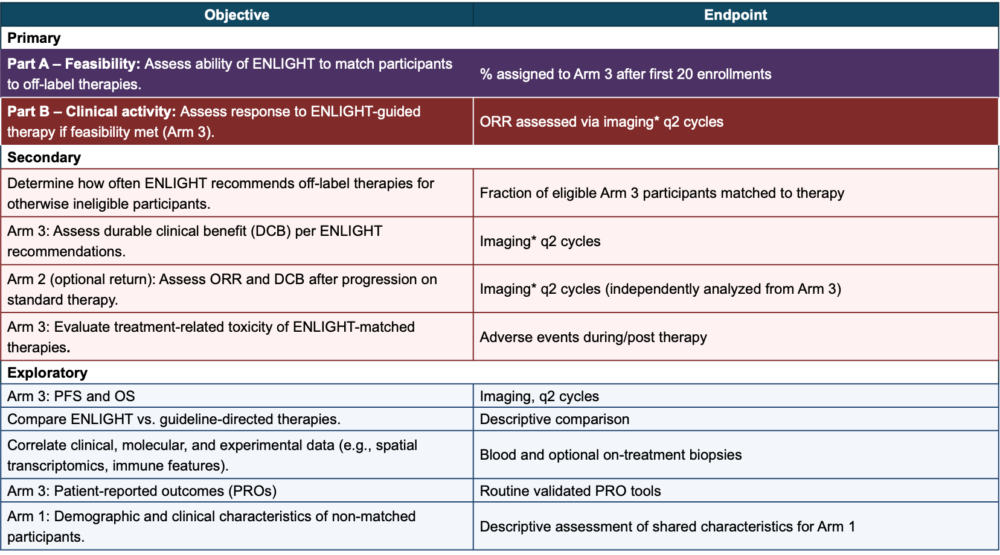 Objective
Endpoint
Primary
Part A – Feasibility: Assess ability of ENLIGHT to match participants
to off-label therapies.
% assigned to Arm 3 after first 20 enrollments
Part B – Clinical activity: Assess response to ENLIGHT-guided
therapy if feasibility met (Arm 3).
ORR assessed via imaging* q2 cycles
Secondary
Determine how often ENLIGHT recommends off-label therapies for
otherwise ineligible participants.
Fraction of eligible Arm 3 participants matched to therapy
Arm 3: Assess durable clinical benefit (DCB) per ENLIGHT
recommendations.
Imaging* q2 cycles
Arm 2 (optional return): Assess ORR and DCB after progression on
standard therapy.
Imaging* q2 cycles (independently analyzed from Arm 3)
Arm 3: Evaluate treatment-related toxicity of ENLIGHT-matched
therapies.
Adverse events during/post therapy
Exploratory
Arm 3: PFS and OS
Imaging, q2 cycles
Compare ENLIGHT vs. guideline-directed therapies.
Descriptive comparison
Correlate clinical, molecular, and experimental data (e.g., spatial
transcriptomics, immune features).
Blood and optional on-treatment biopsies
Arm 3: Patient-reported outcomes (PROs)
Routine validated PRO tools
Arm 1: Demographic and clinical characteristics of non-matched
participants.
Descriptive assessment of shared characteristics for Arm 1